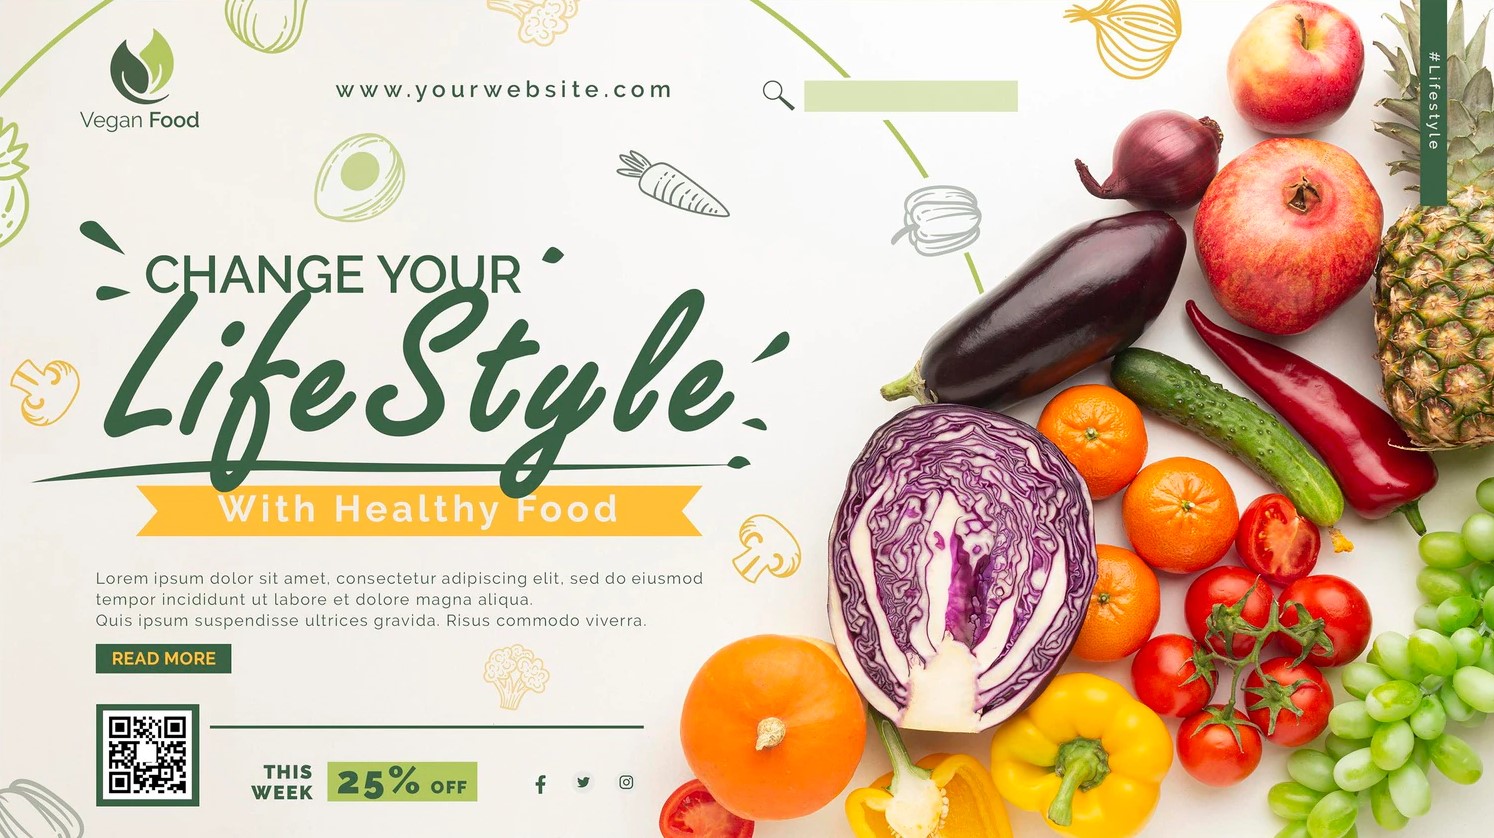 Vegan Food
www.yourwebsite.com
#Lifestyle
CHANGE YOUR
LifeStyle
With Healthy Food
Lorem ipsum dolor sit amet, consectetur adipiscing elit, sed do eiusmod
tempor incididunt ut labore et dolore magna aliqua.
Quis ipsum suspendisse ultrices gravida. Risus commodo viverra.
READ MORE
THIS
WEEK
25% OFF